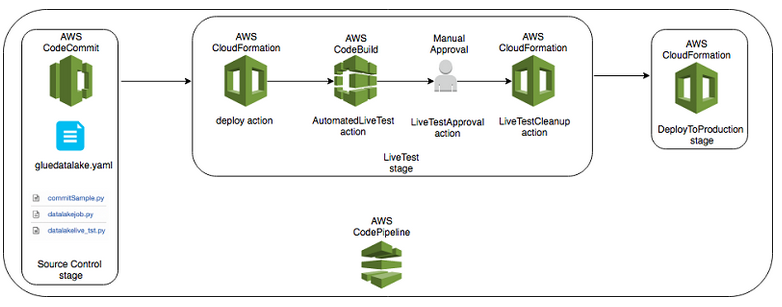 AWS
CodeCommit
gluedatalake.yaml
commitSample.py
datalakejob.py
datalakelive_tst.py
Source Control
stage
AWS
CloudFormation
deploy action
AWS
CodeBuild
AutomatedLiveTest
action
Manual
Approval
LiveTestApproval
action
AWS
CloudFormation
LiveTestCleanup
action
LiveTest
stage
AWS
CloudFormation
DeployToProduction
stage
AWS
CodePipeline